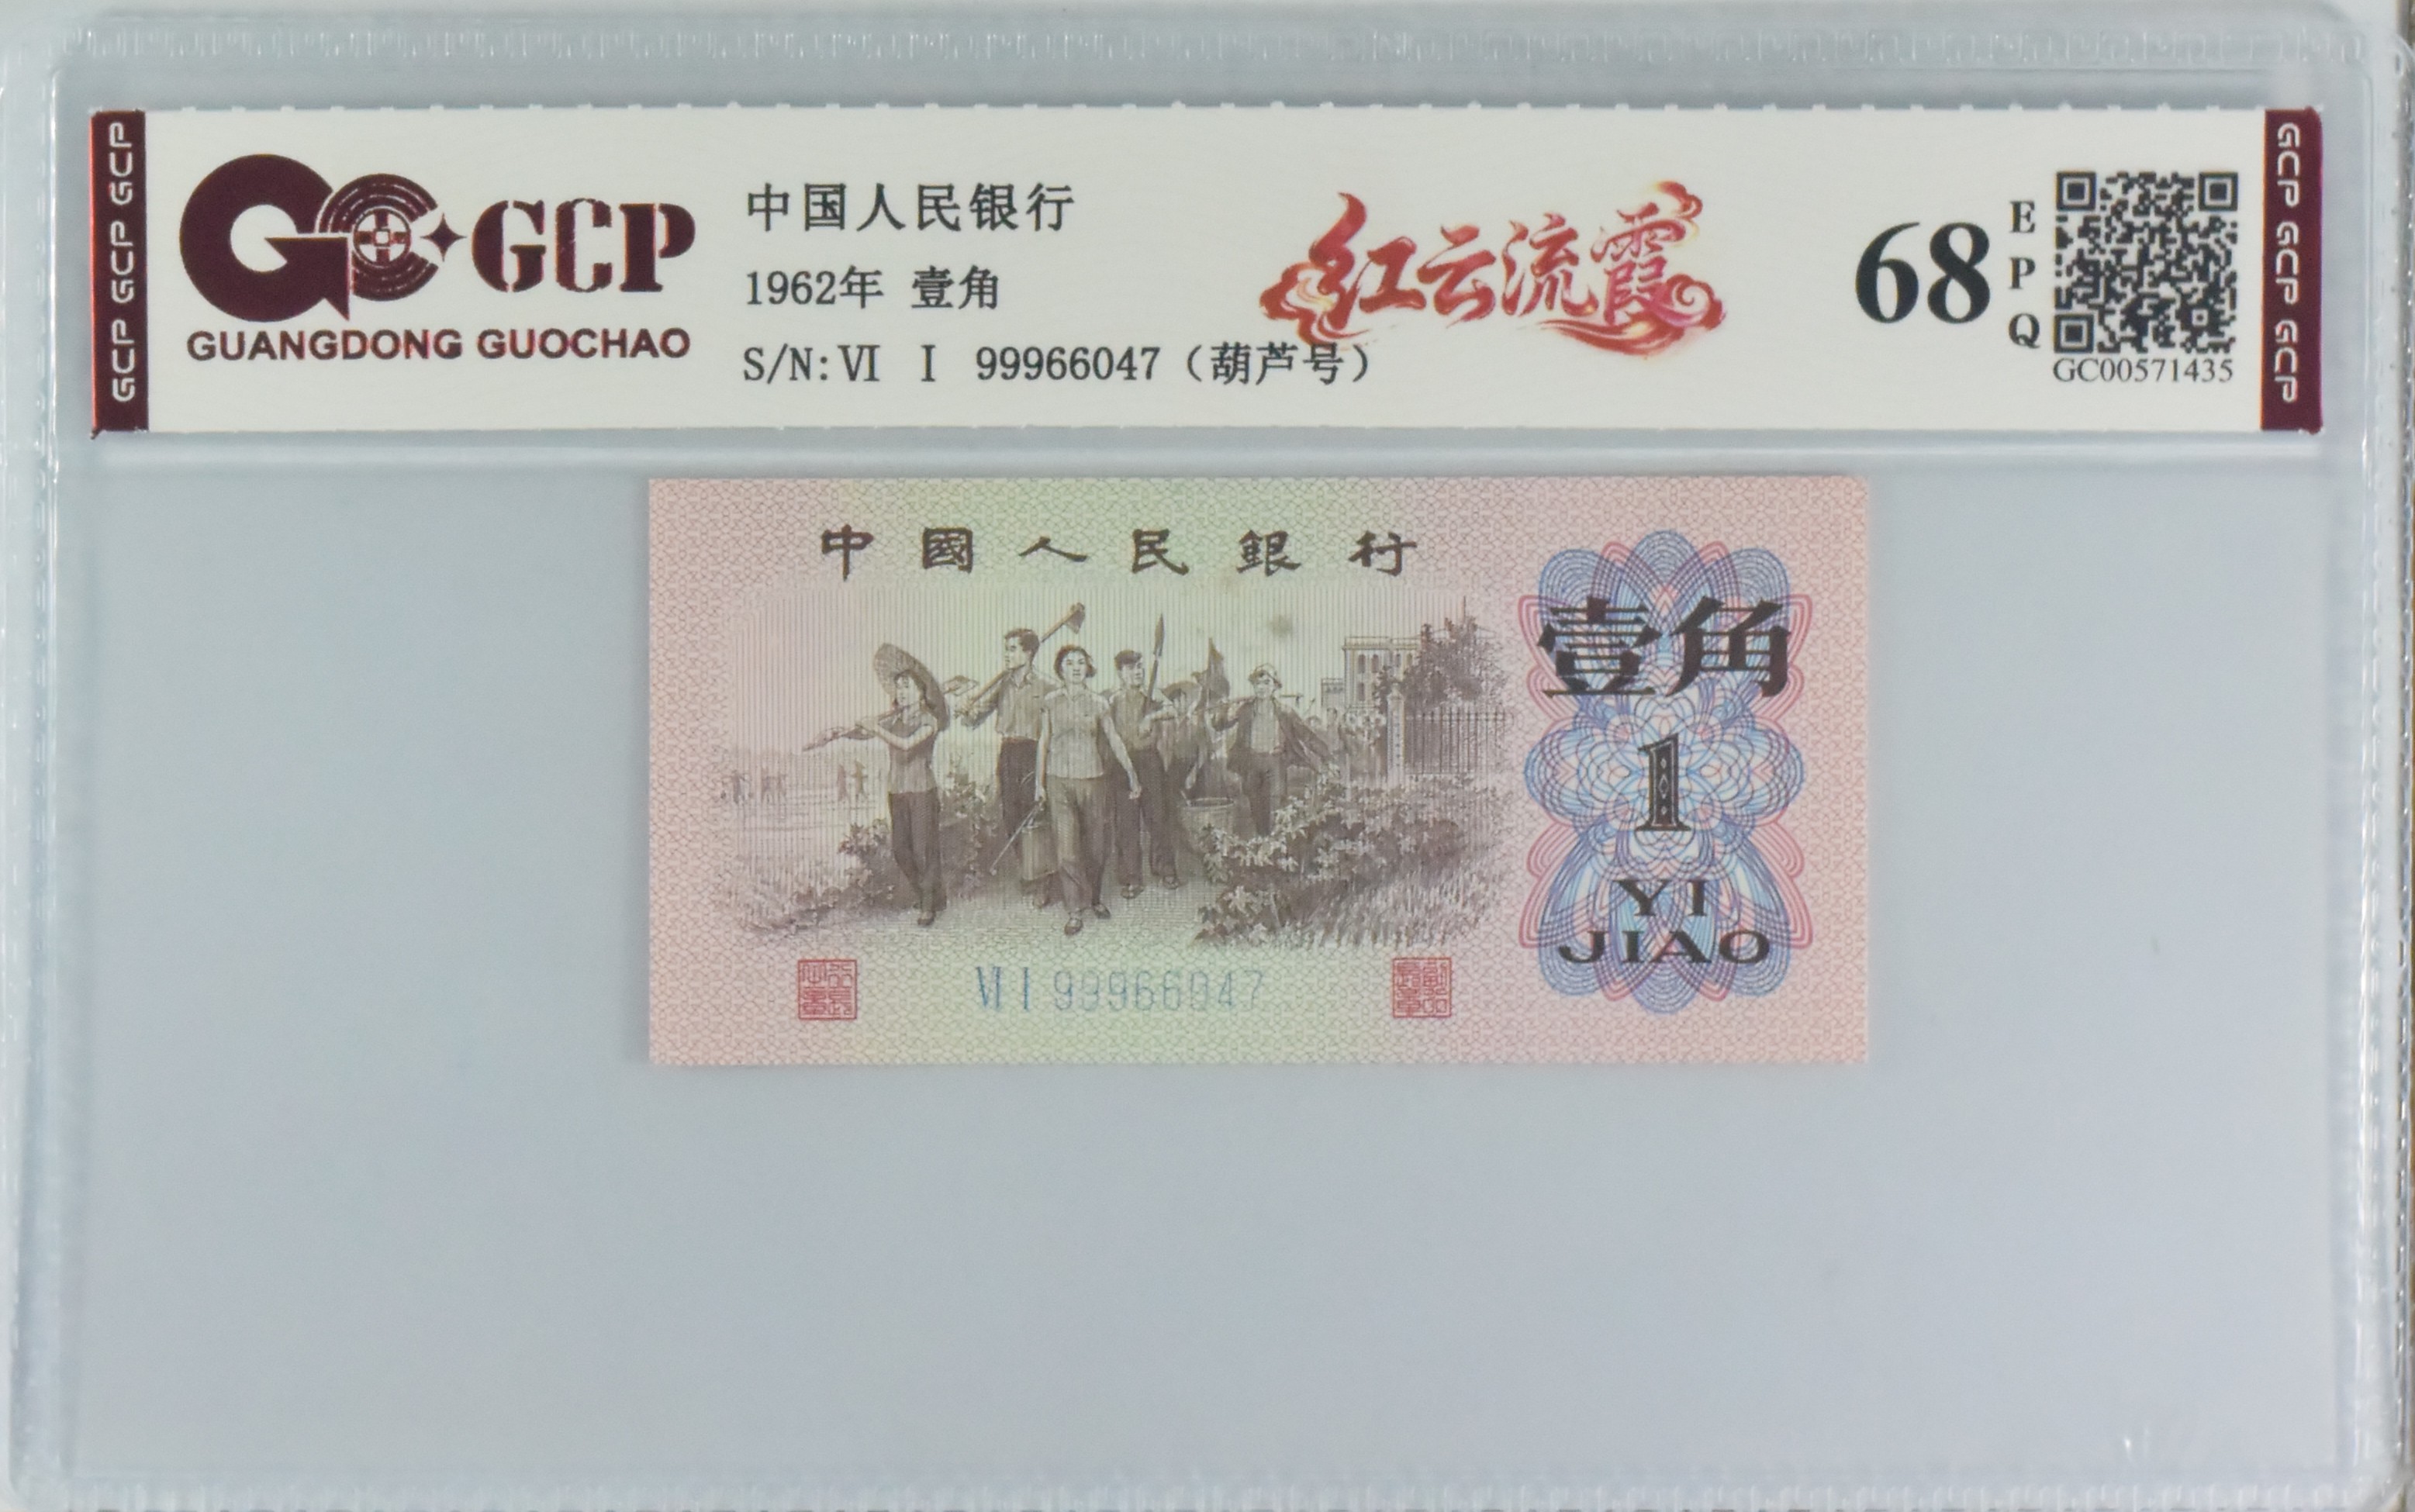 GCP GCP GCP
GCP
GUANGDONG GUOCHAO
中国人民银行
1962年 壹角
S/N:Ⅵ Ⅰ 99966047（葫芦号）
红云流霞
68
EPQ
GC00571435
GCP GCP GCP
中國人民銀行
壹角
1
YI
JIAO
ⅥⅠ99966047